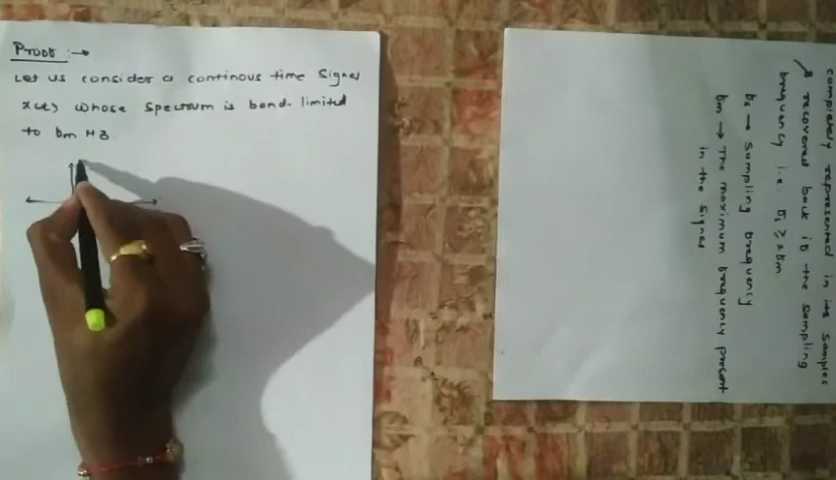 Proof :→
Let us consider a continous time signal
x(t) whose spectrum is band-limited
to fm Hz.
completely represented in its samples
& recovered back if the sampling
frequency i.e. fs ≥ 2fm.
fs → Sampling frequency
fm → The maximum frequency present
in the signal